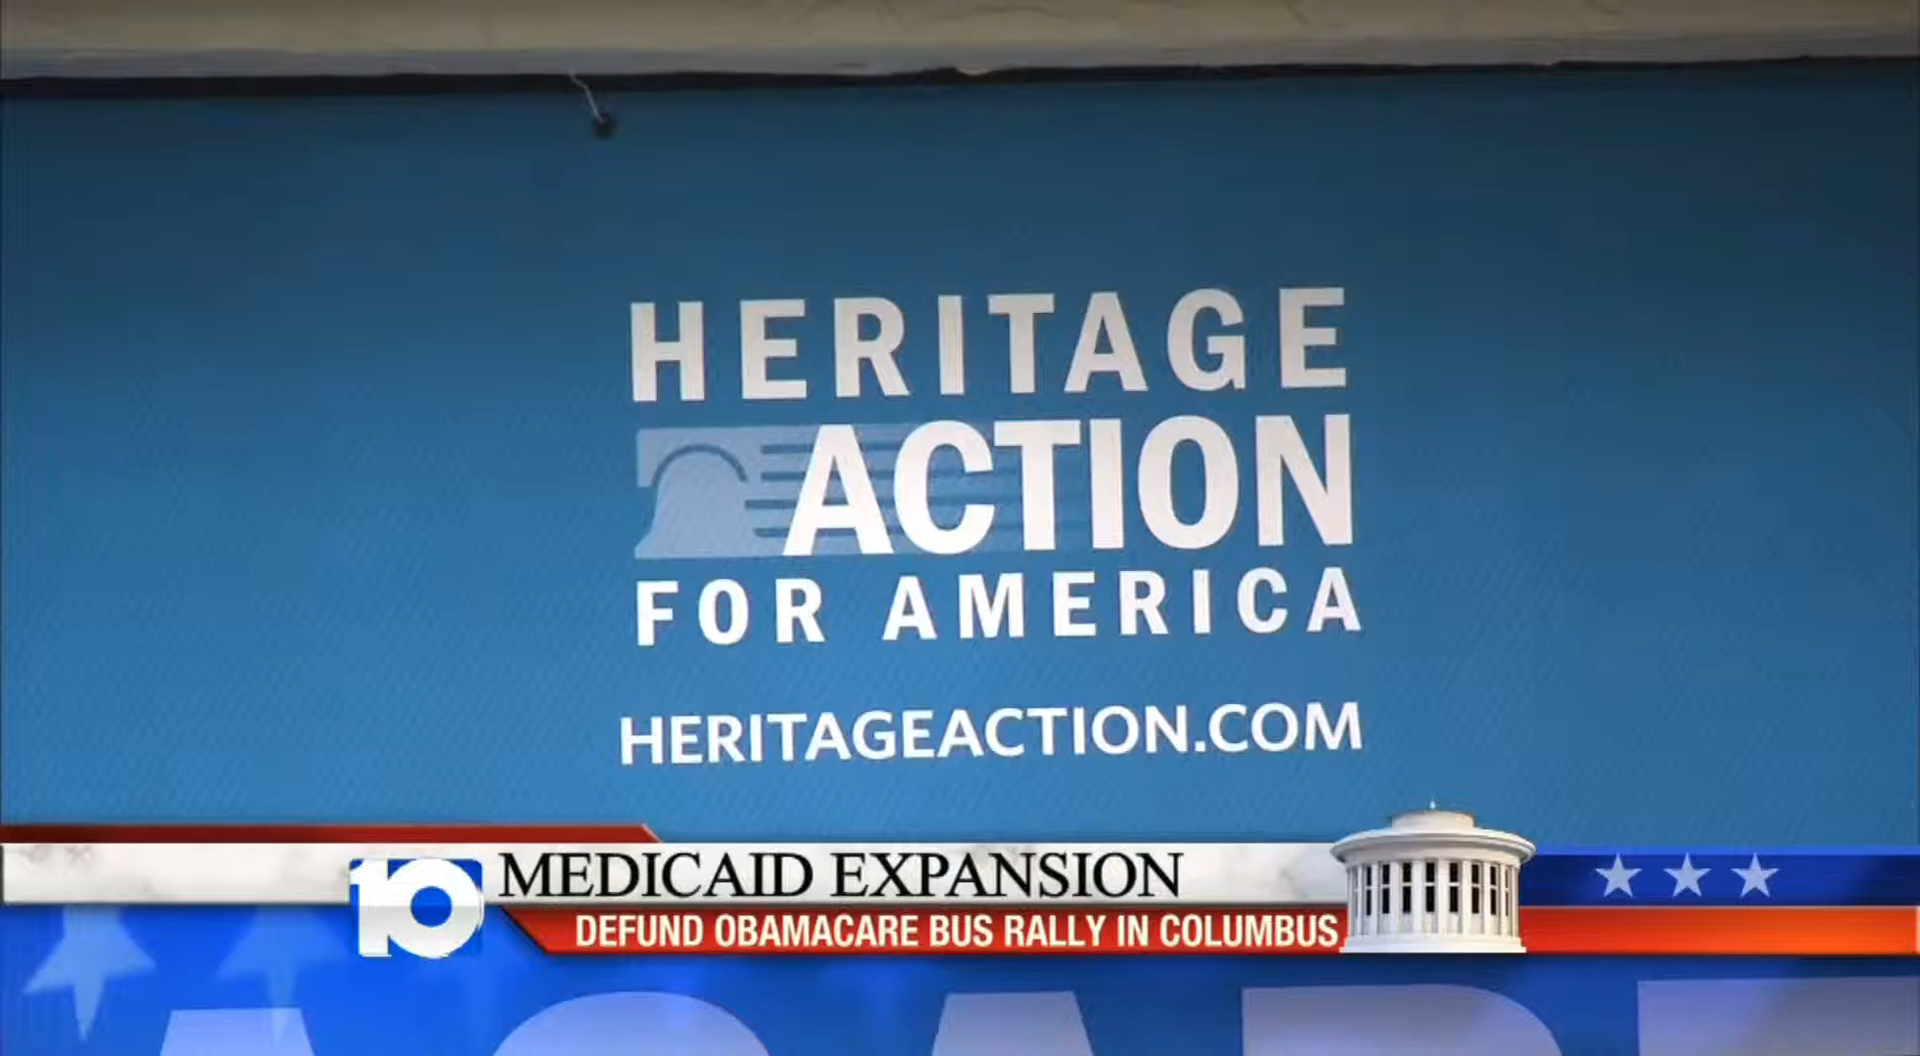 HERITAGE
ACTION
FOR AMERICA
HERITAGEACTION.COM
10 MEDICAID EXPANSION
DEFUND OBAMACARE BUS RALLY IN COLUMBUS